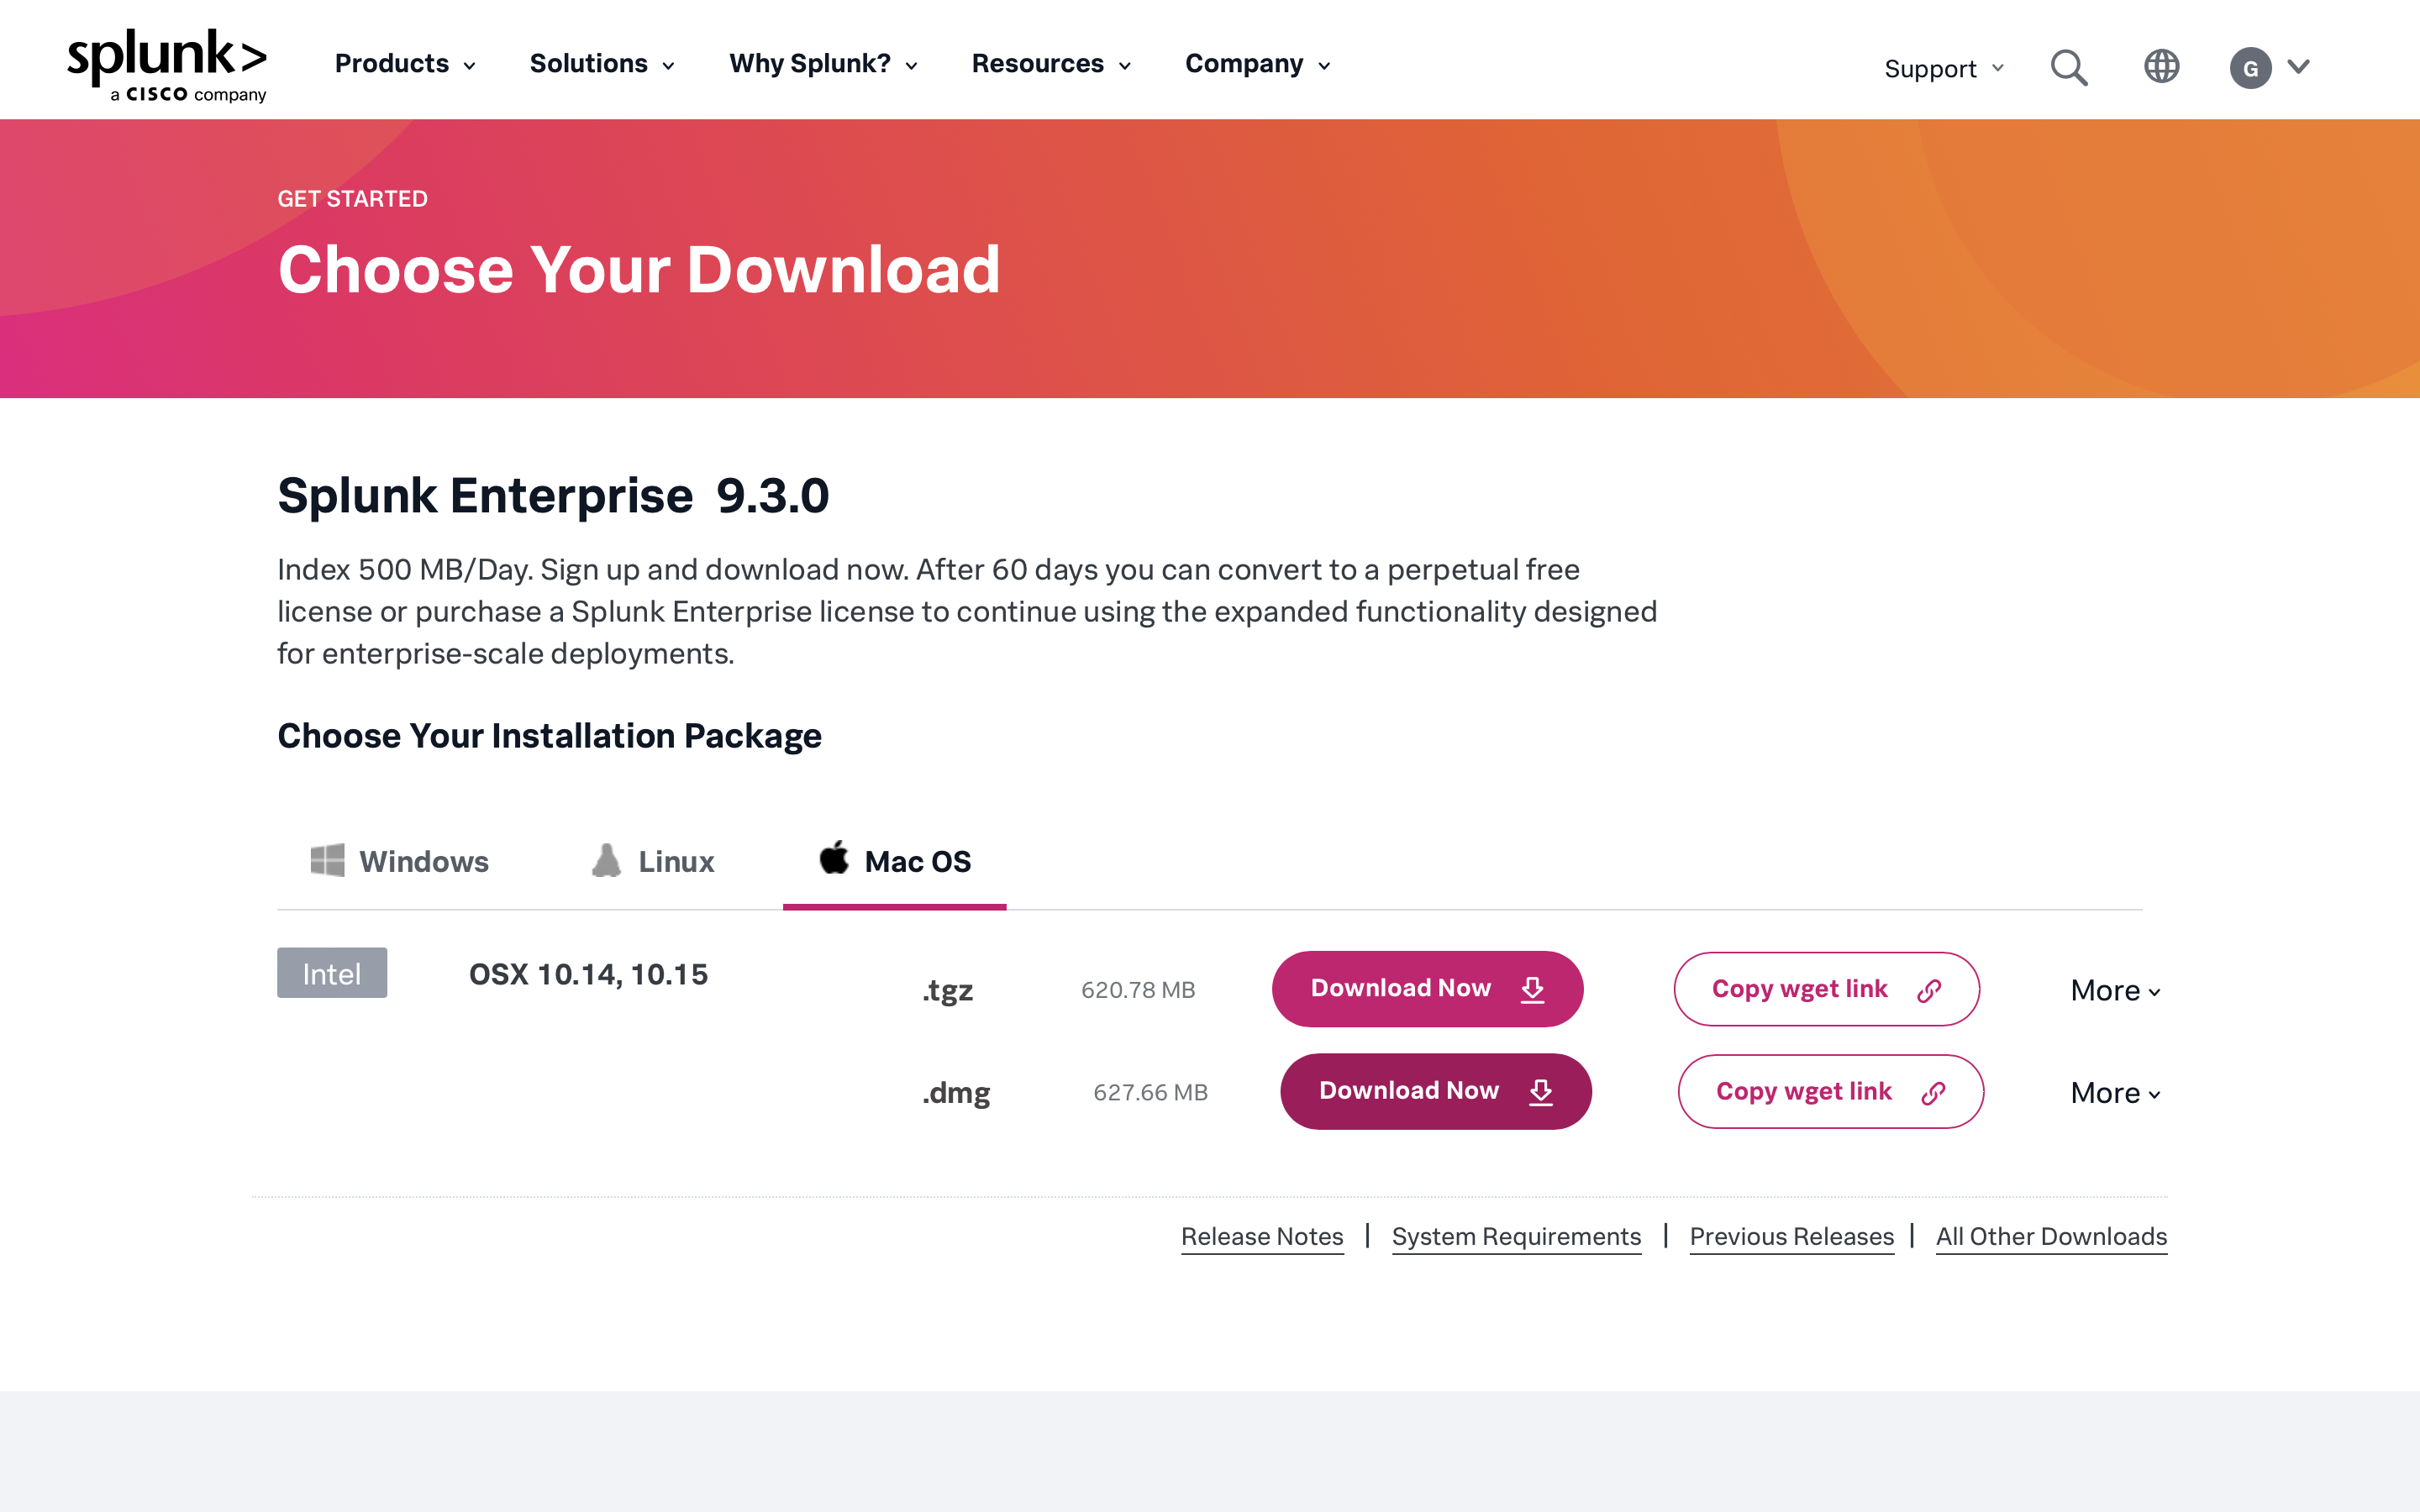 splunk>
a CISCO company
Products
Solutions
Why Splunk?
Resources
Company
Support
G
GET STARTED
Choose Your Download
Splunk Enterprise 9.3.0
Index 500 MB/Day. Sign up and download now. After 60 days you can convert to a perpetual free
license or purchase a Splunk Enterprise license to continue using the expanded functionality designed
for enterprise-scale deployments.
Choose Your Installation Package
Windows
Linux
Mac OS
Intel OSX 10.14, 10.15 .tgz 620.78 MB Download Now Copy wget link More
.dmg 627.66 MB Download Now Copy wget link More
Release Notes | System Requirements | Previous Releases | All Other Downloads